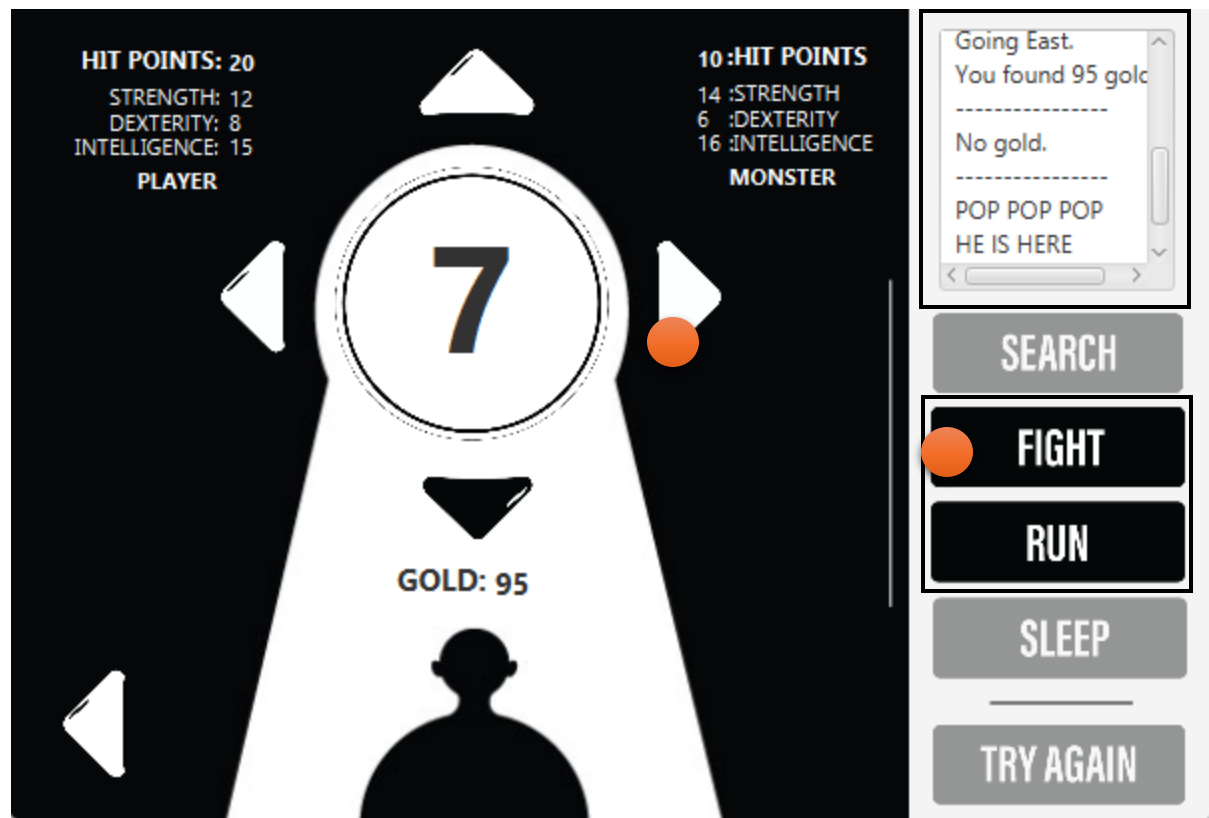 HIT POINTS: 20
STRENGTH: 12
DEXTERITY: 8
INTELLIGENCE: 15
PLAYER
10 :HIT POINTS
14 :STRENGTH
6 :DEXTERITY
16 :INTELLIGENCE
MONSTER
7
GOLD: 95
Going East.
You found 95 gold
----------------
No gold.
----------------
POP POP POP
HE IS HERE
SEARCH
FIGHT
RUN
SLEEP
TRY AGAIN